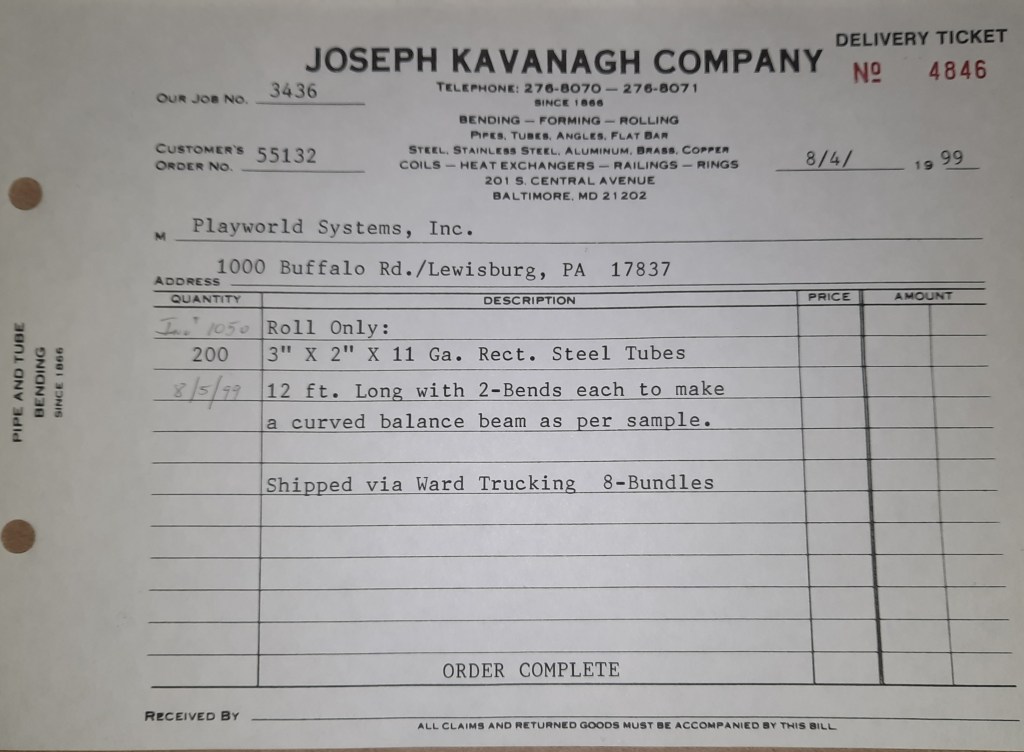 DELIVERY TICKET
JOSEPH KAVANAGH COMPANY
Nº 4846
OUR JOB NO. 3436
TELEPHONE: 276-8070 — 276-8071
SINCE 1866
BENDING — FORMING — ROLLING
PIPES, TUBES, ANGLES, FLAT BAR
CUSTOMER'S
ORDER NO. 55132
STEEL, STAINLESS STEEL, ALUMINUM, BRASS, COPPER
COILS — HEAT EXCHANGERS — RAILINGS — RINGS
8/4/ 1999
201 S. CENTRAL AVENUE
BALTIMORE, MD 21202
M Playworld Systems, Inc.
ADDRESS 1000 Buffalo Rd./Lewisburg, PA 17837
QUANTITY DESCRIPTION PRICE AMOUNT
1050 Roll Only:
200 3" X 2" X 11 Ga. Rect. Steel Tubes
8/5/99 12 ft. Long with 2-Bends each to make
a curved balance beam as per sample.
Shipped via Ward Trucking 8-Bundles
ORDER COMPLETE
RECEIVED BY
ALL CLAIMS AND RETURNED GOODS MUST BE ACCOMPANIED BY THIS BILL
PIPE AND TUBE
BENDING
SINCE 1866